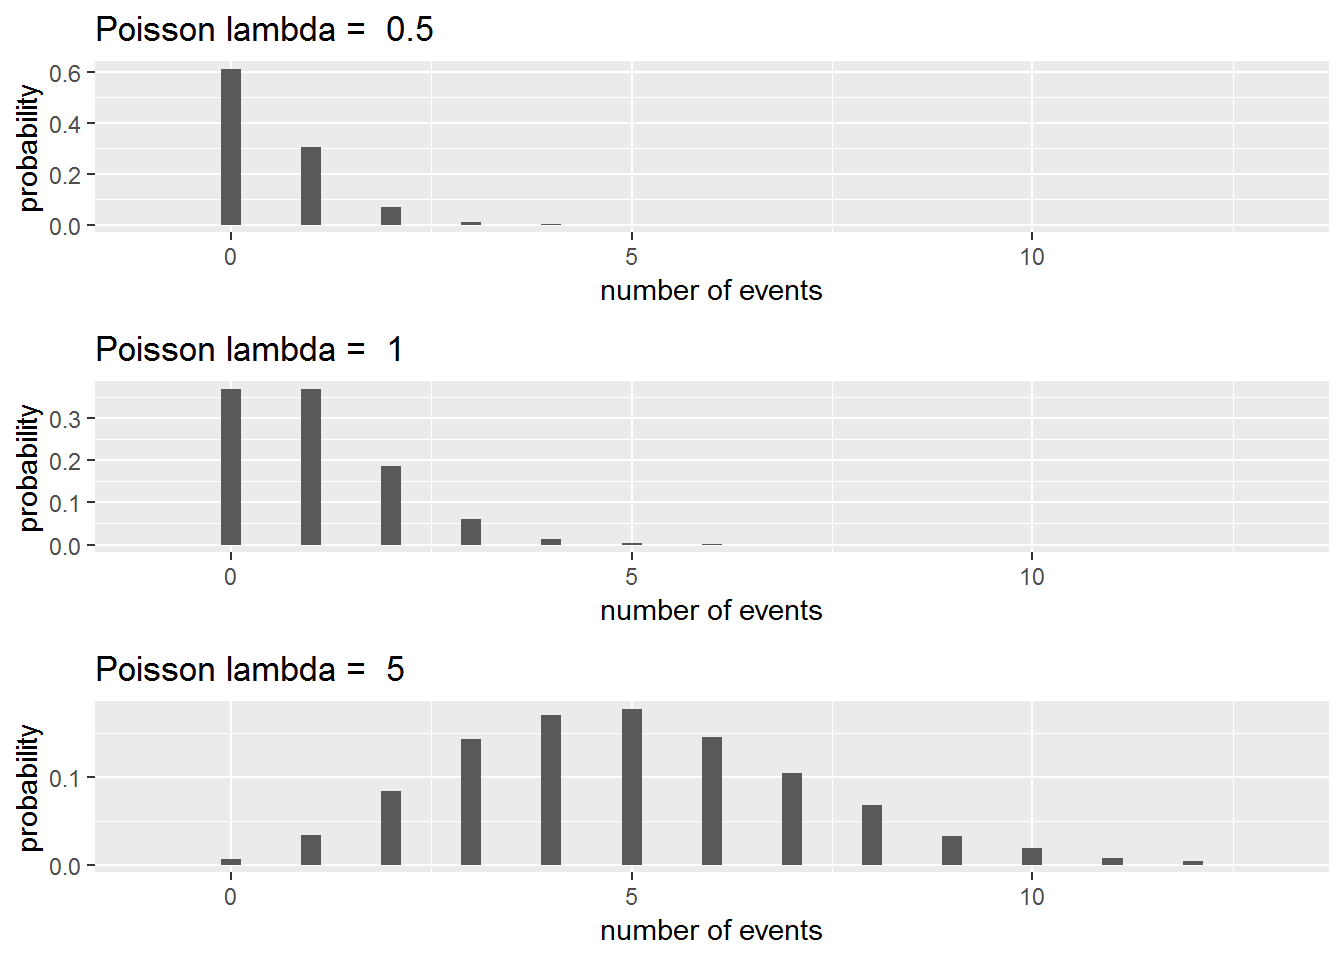 Poisson lambda =  0.5
0.6
0.4
0.2
0.0
probability
0
5
10
number of events
Poisson lambda =  1
0.3
0.2
0.1
0.0
probability
0
5
10
number of events
Poisson lambda =  5
0.1
0.0
probability
0
5
10
number of events